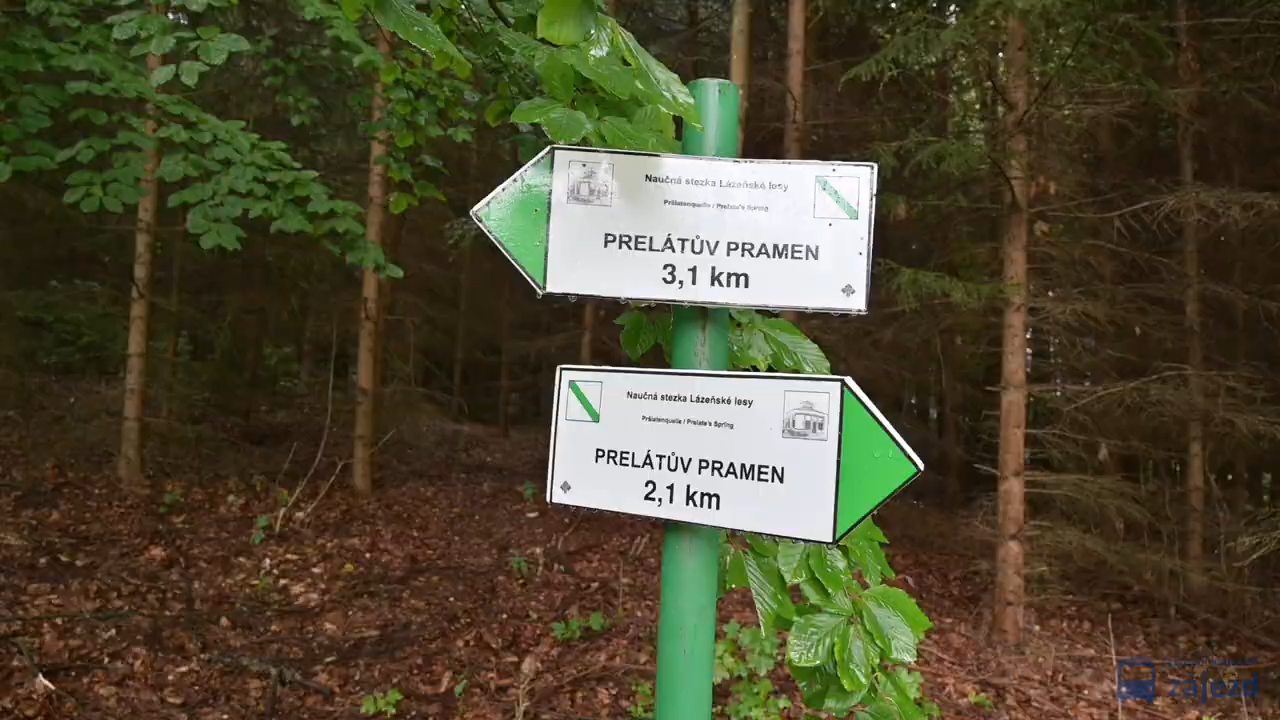 Naučná stezka Lázeňské lesy
Prälatenquelle / Prelate's Spring
PRELÁTŮV PRAMEN
3,1 km
Naučná stezka Lázeňské lesy
Prälatenquelle / Prelate's Spring
PRELÁTŮV PRAMEN
2,1 km
zájezd